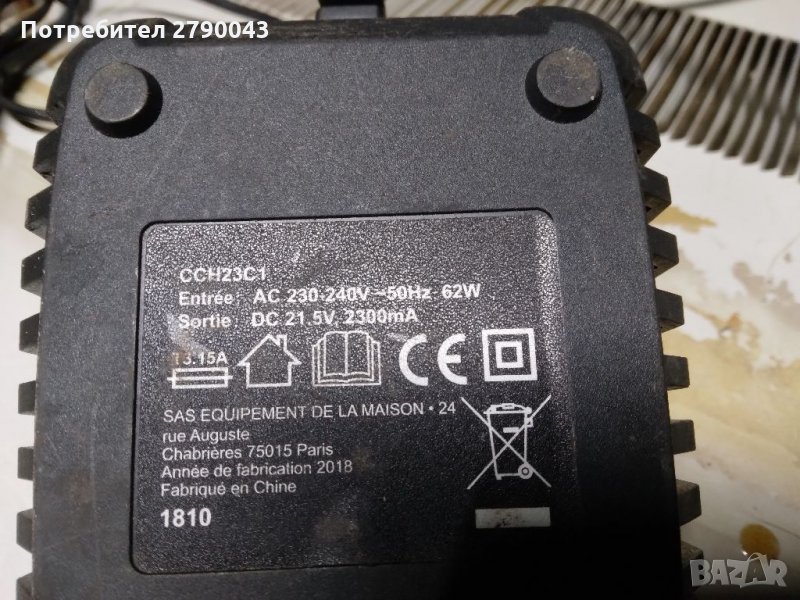 Потребител 2790043
CCH23C1
Entrée: AC 230-240V~50Hz 62W
Sortie: DC 21.5V, 2300mA
T3.15A
CE
SAS EQUIPEMENT DE LA MAISON • 24
rue Auguste
Chabrières 75015 Paris
Année de fabrication 2018
Fabriqué en Chine
1810
BAZAR